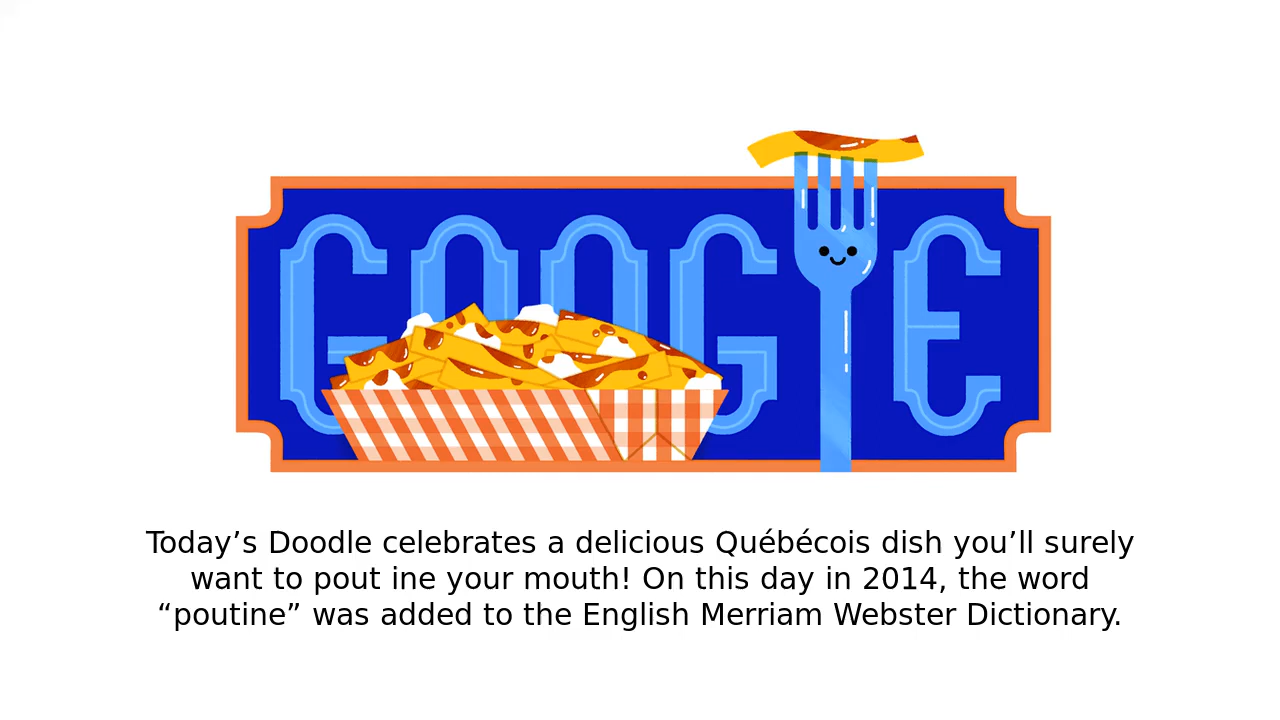 GOOGLE
Today’s Doodle celebrates a delicious Québécois dish you’ll surely
want to pout ine your mouth! On this day in 2014, the word
“poutine” was added to the English Merriam Webster Dictionary.